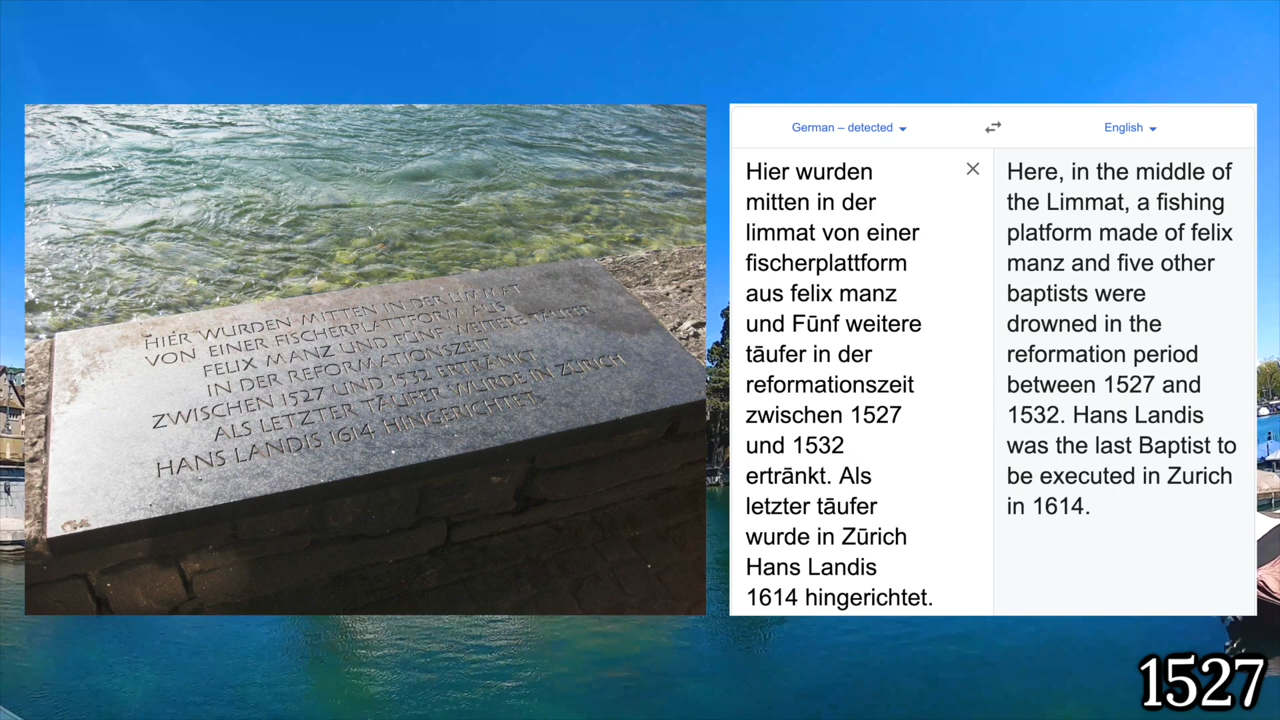 HIER WURDEN MITTEN IN DER LIMMAT
VON EINER FISCHERPLATTFORM AUS
FELIX MANZ UND FÜNF WEITERE TÄUFER
IN DER REFORMATIONSZEIT
ZWISCHEN 1527 UND 1532 ERTRÄNKT.
ALS LETZTER TÄUFER WURDE IN ZÜRICH
HANS LANDIS 1614 HINGERICHTET.
German – detected
English
Hier wurden
mitten in der
limmat von einer
fischerplattform
aus felix manz
und Fūnf weitere
tāufer in der
reformationszeit
zwischen 1527
und 1532
ertrānkt. Als
letzter tāufer
wurde in Zūrich
Hans Landis
1614 hingerichtet.
Here, in the middle of
the Limmat, a fishing
platform made of felix
manz and five other
baptists were
drowned in the
reformation period
between 1527 and
1532. Hans Landis
was the last Baptist to
be executed in Zurich
in 1614.
1527